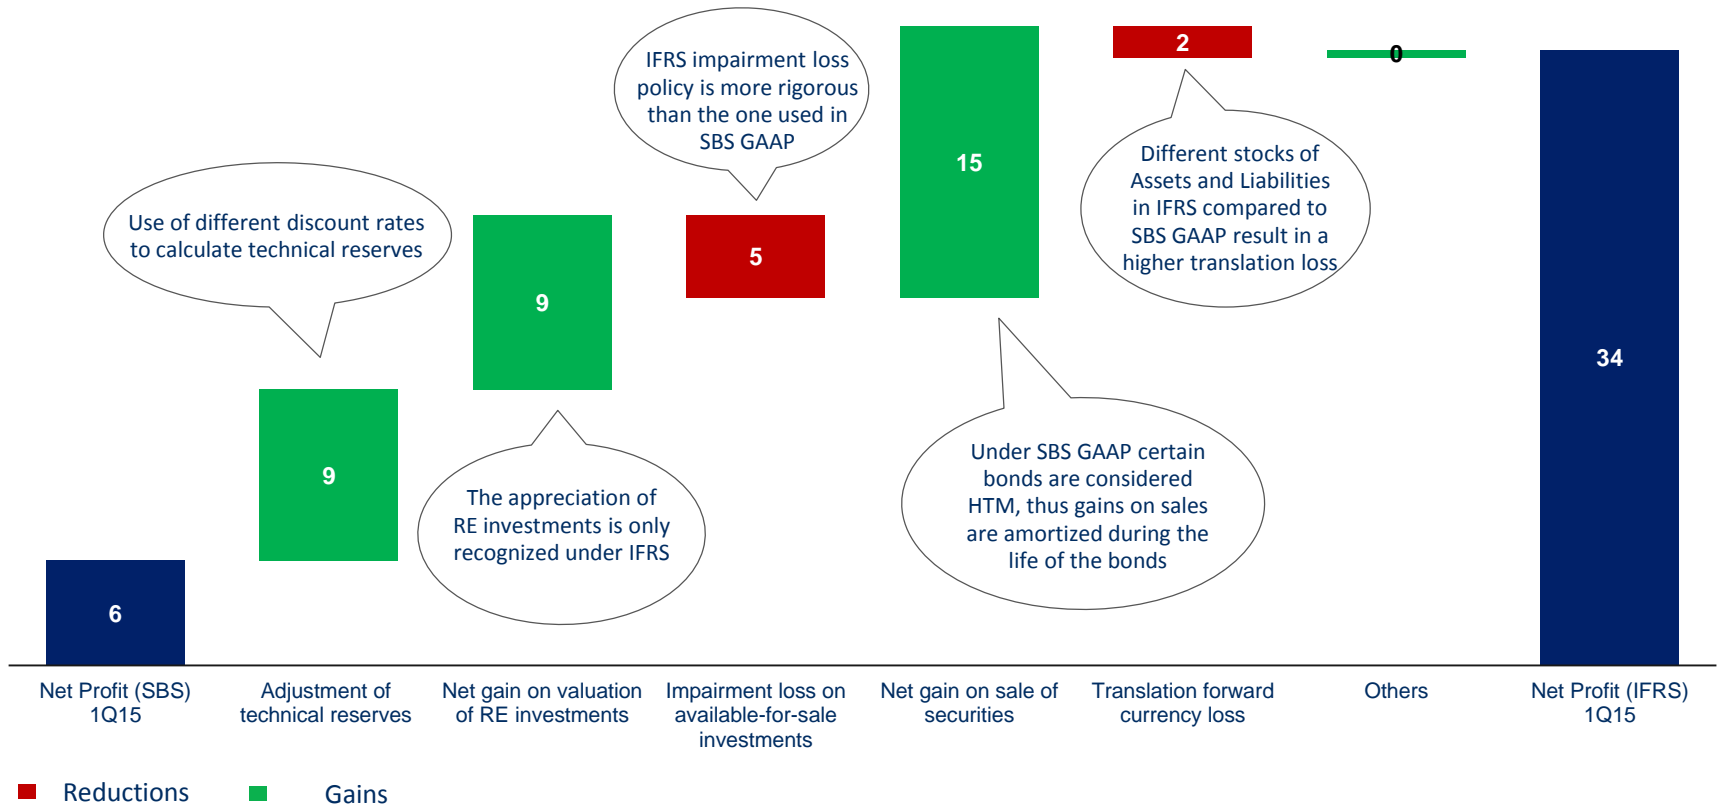 IFRS impairment loss
policy is more rigorous
than the one used in
SBS GAAP
2
0
Different stocks of
Assets and Liabilities
in IFRS compared to
SBS GAAP result in a
higher translation loss
15
Use of different discount rates
to calculate technical reserves
5
9
34
Under SBS GAAP certain
bonds are considered
HTM, thus gains on sales
are amortized during the
life of the bonds
9
The appreciation of
RE investments is only
recognized under IFRS
6
Net Profit (SBS)
1Q15
Adjustment of
technical reserves
Net gain on valuation
of RE investments
Impairment loss on
available-for-sale
investments
Net gain on sale of
securities
Translation forward
currency loss
Others
Net Profit (IFRS)
1Q15
Reductions
Gains